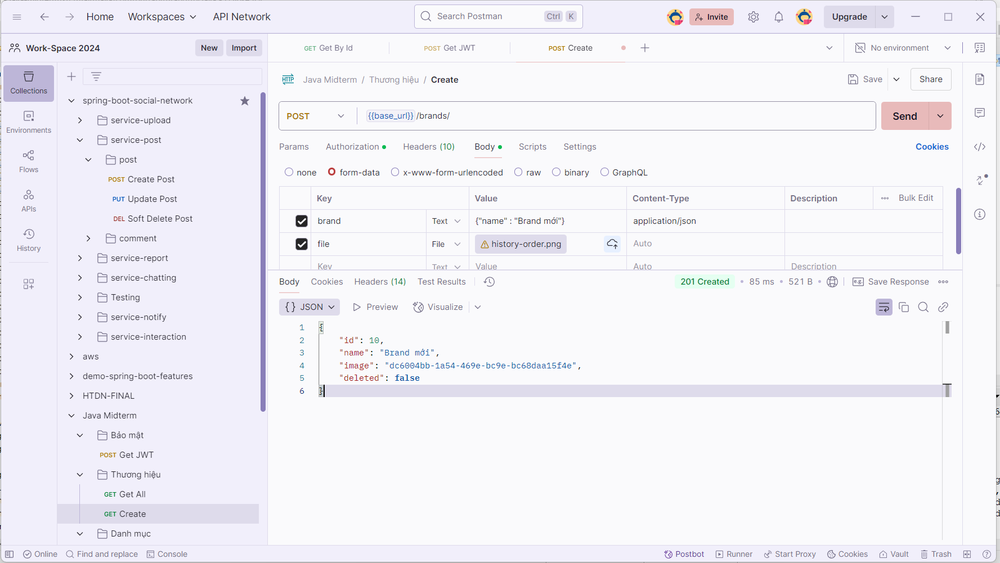 Home Workspaces API Network Search Postman Ctrl K Invite Upgrade
Work-Space 2024 New Import
GET Get By Id POST Get JWT POST Create No environment
Collections
Environments
Flows
APIs
History
spring-boot-social-network
service-upload
service-post
post
POST Create Post
PUT Update Post
DEL Soft Delete Post
comment
service-report
service-chatting
Testing
service-notify
service-interaction
aws
demo-spring-boot-features
HTDN-FINAL
Java Midterm
Bảo mật
POST Get JWT
Thương hiệu
GET Get All
GET Create
Danh mục
HTTP Java Midterm / Thương hiệu / Create Save Share
POST {{base_url}}/brands/ Send
Params Authorization Headers (10) Body Scripts Settings Cookies
none form-data x-www-form-urlencoded raw binary GraphQL
Key Value Content-Type Description Bulk Edit
brand Text {"name" : "Brand mới"} application/json
file File history-order.png Auto
Key Text Value Auto Description
Body Cookies Headers (14) Test Results 201 Created 85 ms 521 B e.g. Save Response
{} JSON Preview Visualize
1 {
2 "id": 10,
3 "name": "Brand mới",
4 "image": "dc6004bb-1a54-469e-bc9e-bc68daa15f4e",
5 "deleted": false
6 }
Online Find and replace Console Postbot Runner Start Proxy Cookies Vault Trash